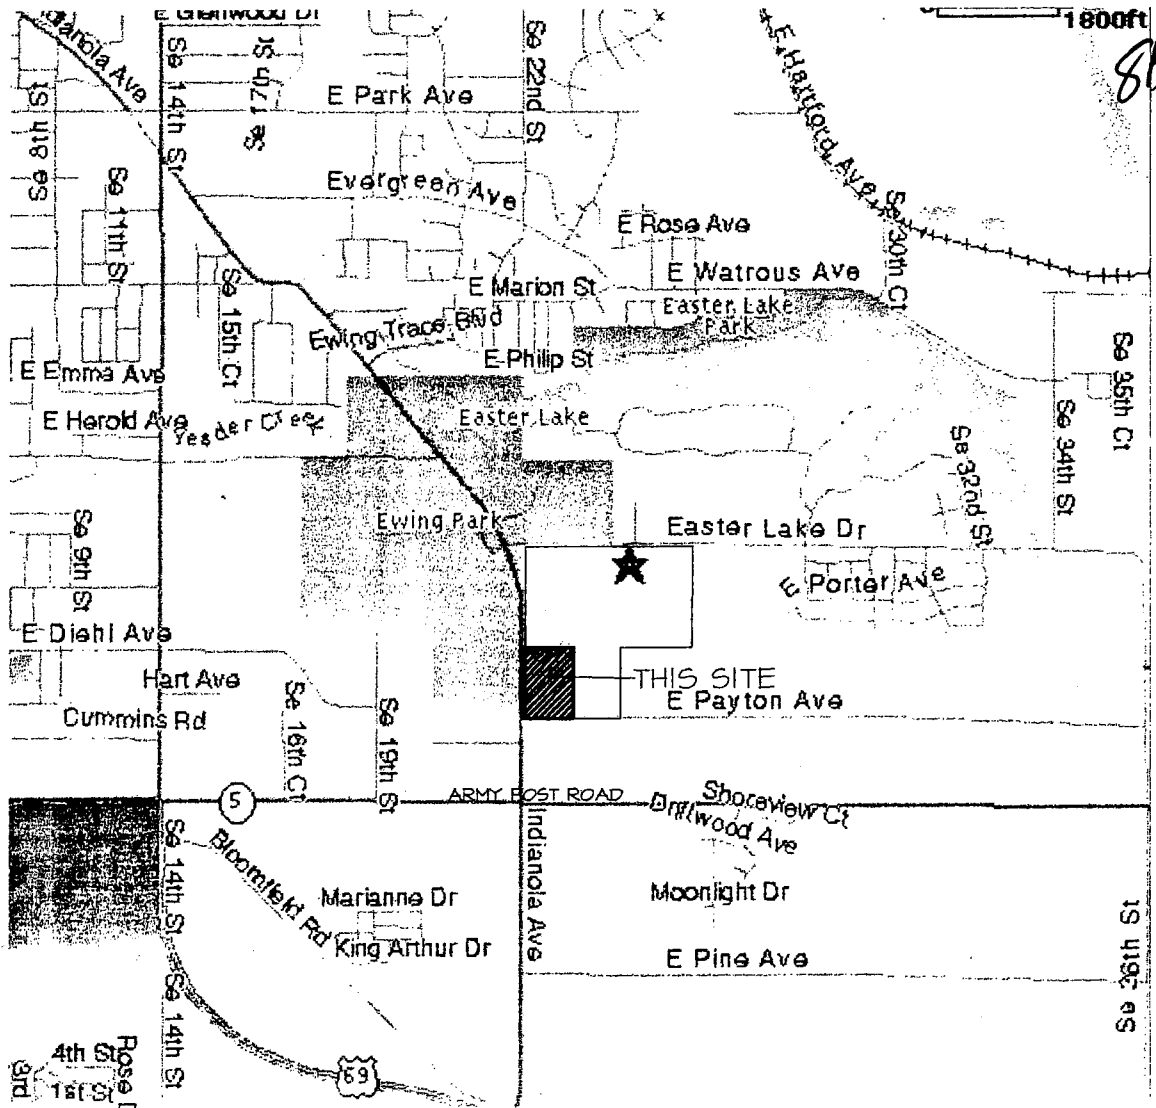 E Glenwood Dr
1800ft
Indianola Ave
Se 14th St
Se 17th St
Se 22nd St
E Hartford Ave
Se 8th St
E Park Ave
Se 11th St
Evergreen Ave
E Rose Ave
Se 30th Ct
E Watrous Ave
Se 15th Ct
E Marion St
Easter Lake
Park
Ewing Trace Blvd
E Philip St
Se 35th Ct
E Emma Ave
E Herold Ave
Yesder Creek
Easter Lake
Se 34th St
Se 32nd St
Se 9th St
Ewing Park
Easter Lake Dr
E Porter Ave
E Diehl Ave
Hart Ave
THIS SITE
E Payton Ave
Cummins Rd
Se 16th Ct
Se 19th St
5
ARMY POST ROAD
Shoreview Ct
Driftwood Ave
Se 14th St
Bloomfield Rd
Indianola Ave
Marianne Dr
Moonlight Dr
King Arthur Dr
E Pine Ave
Se 36th St
Se 14th St
4th St
Rose
69
3rd
1st St